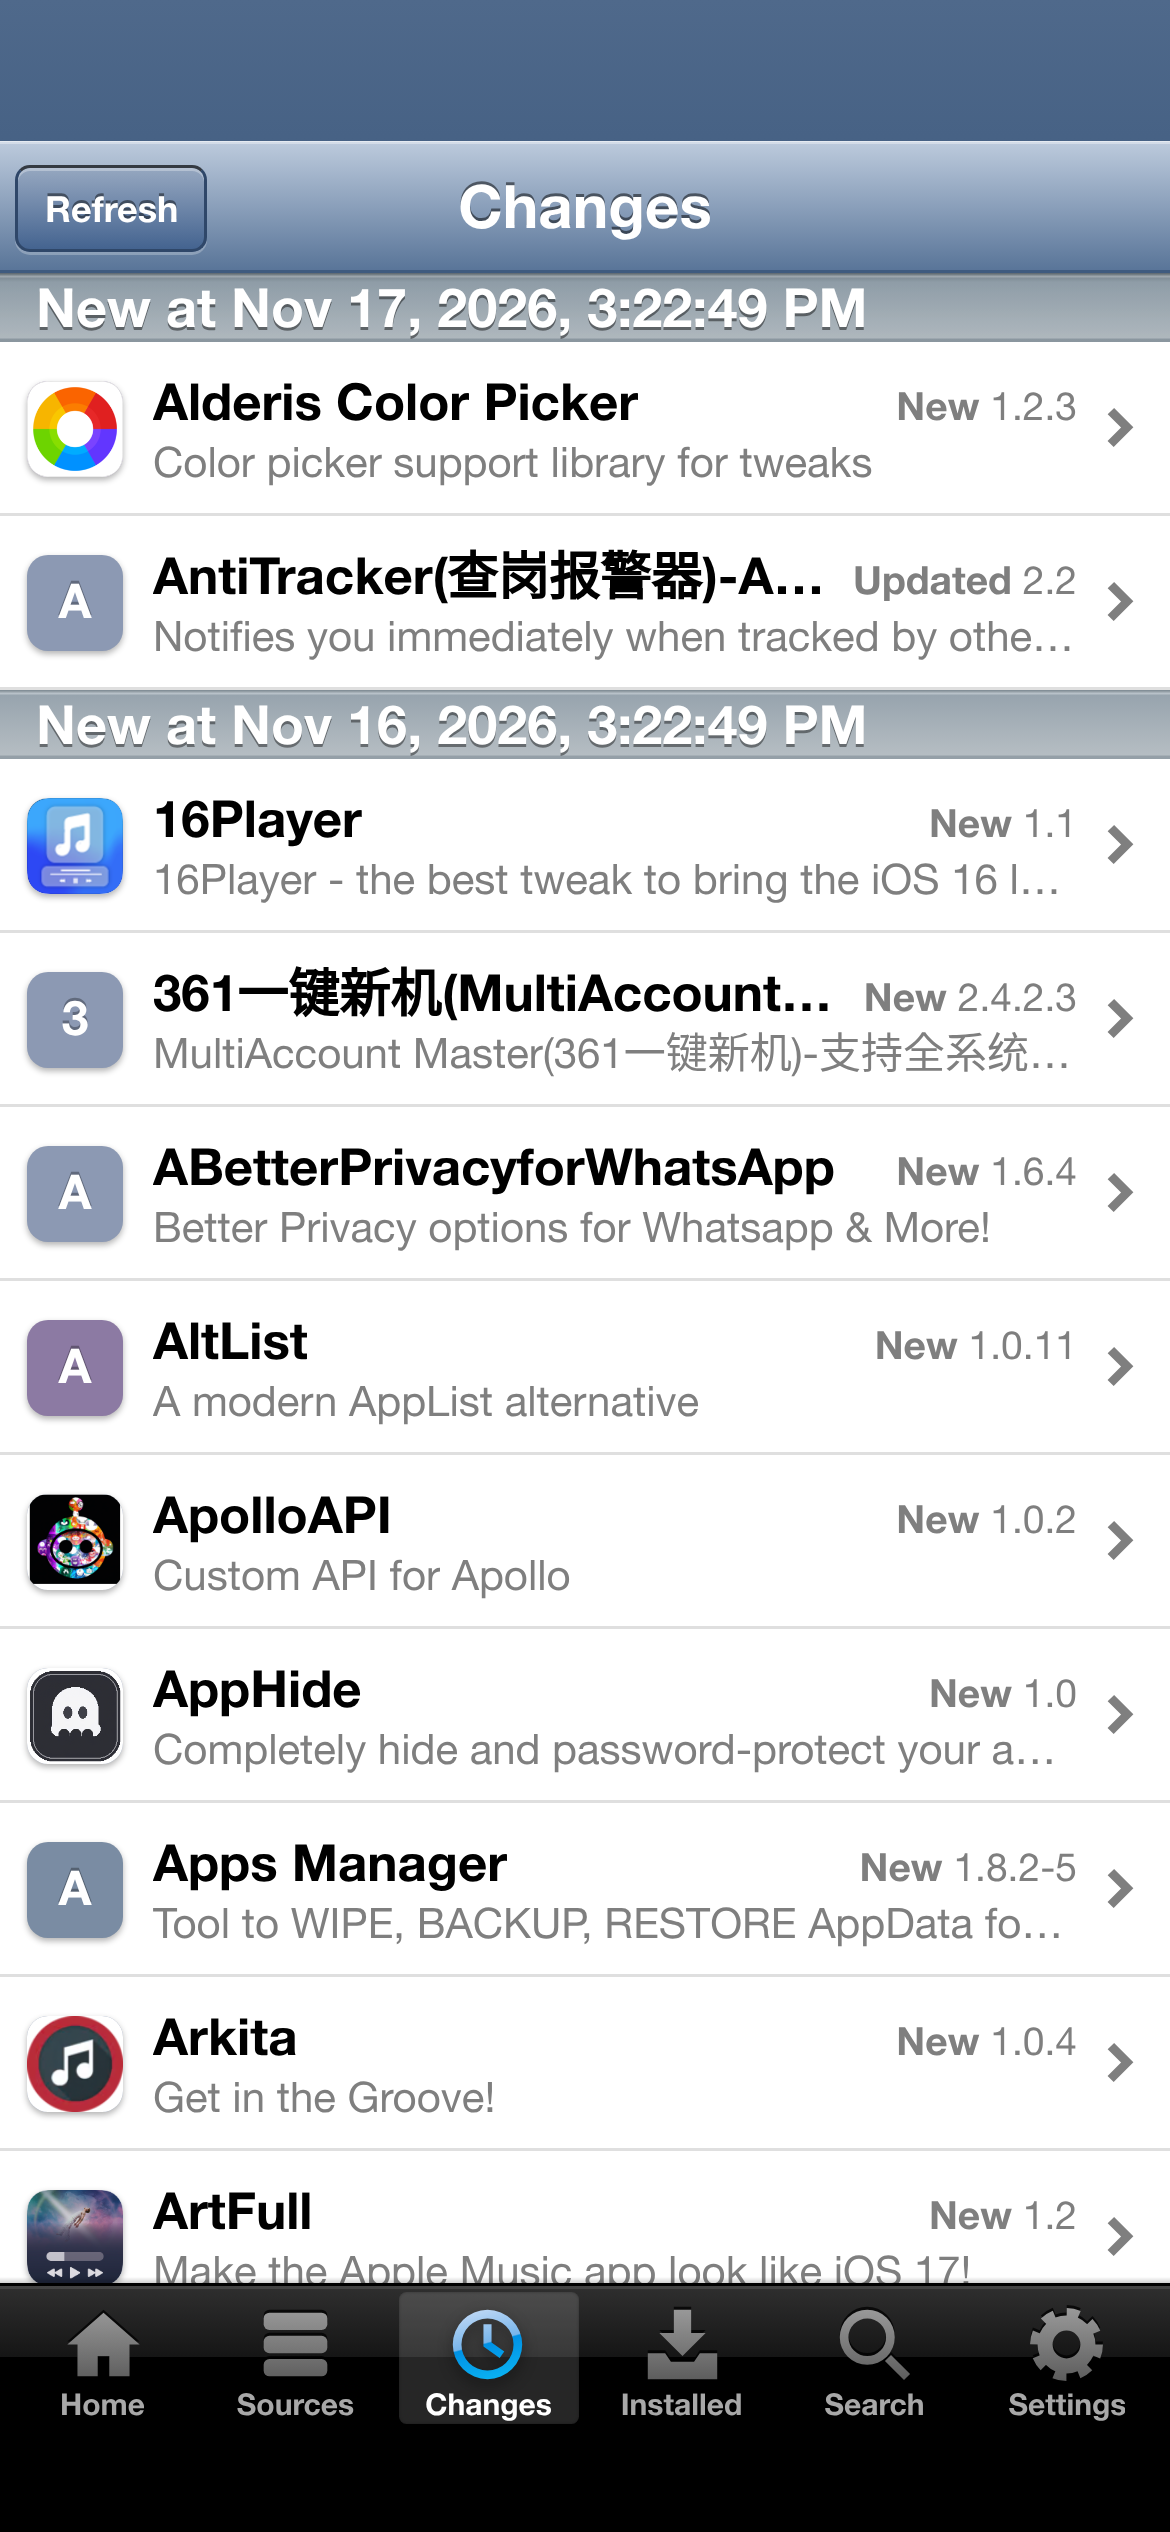 Refresh
Changes
New at Nov 17, 2026, 3:22:49 PM
Alderis Color Picker
New 1.2.3
Color picker support library for tweaks
A
AntiTracker(查岗报警器)-A...
Updated 2.2
Notifies you immediately when tracked by othe...
New at Nov 16, 2026, 3:22:49 PM
16Player
New 1.1
16Player - the best tweak to bring the iOS 16 l...
3
361一键新机(MultiAccount...
New 2.4.2.3
MultiAccount Master(361一键新机)-支持全系统...
A
ABetterPrivacyforWhatsApp
New 1.6.4
Better Privacy options for Whatsapp & More!
A
AltList
New 1.0.11
A modern AppList alternative
ApolloAPI
New 1.0.2
Custom API for Apollo
AppHide
New 1.0
Completely hide and password-protect your a...
A
Apps Manager
New 1.8.2-5
Tool to WIPE, BACKUP, RESTORE AppData fo...
Arkita
New 1.0.4
Get in the Groove!
ArtFull
New 1.2
Make the Apple Music app look like iOS 17!
Home
Sources
Changes
Installed
Search
Settings